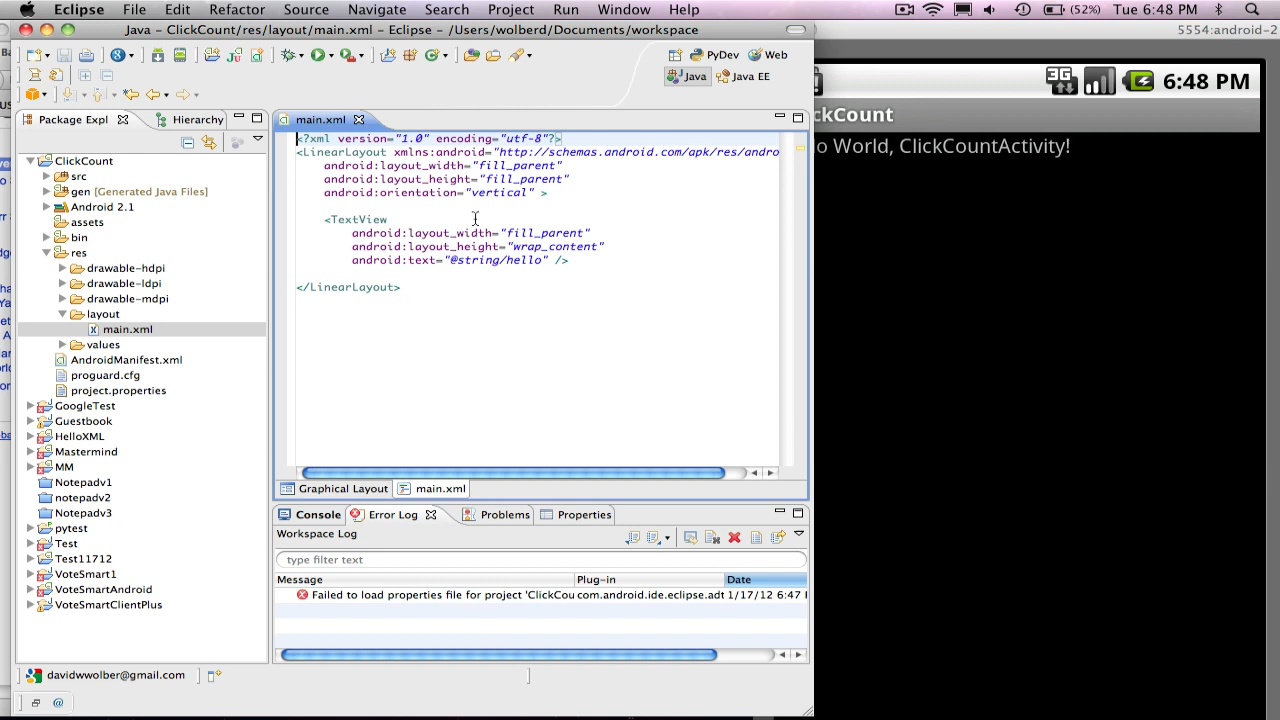 Eclipse File Edit Refactor Source Navigate Search Project Run Window Help (52%) Tue 6:48 PM
Java – ClickCount/res/layout/main.xml – Eclipse – /Users/wolberd/Documents/workspace
5554:android-2
PyDev Web
Java Java EE
3G 6:48 PM
Package Expl Hierarchy
main.xml
ckCount
o World, ClickCountActivity!
ClickCount
src
gen [Generated Java Files]
Android 2.1
assets
bin
res
drawable-hdpi
drawable-ldpi
drawable-mdpi
layout
main.xml
values
AndroidManifest.xml
proguard.cfg
project.properties
GoogleTest
Guestbook
HelloXML
Mastermind
MM
Notepadv1
notepadv2
Notepadv3
pytest
Test
Test11712
VoteSmart1
VoteSmartAndroid
VoteSmartClientPlus
<?xml version="1.0" encoding="utf-8"?>
<LinearLayout xmlns:android="http://schemas.android.com/apk/res/andro
android:layout_width="fill_parent"
android:layout_height="fill_parent"
android:orientation="vertical" >
<TextView
android:layout_width="fill_parent"
android:layout_height="wrap_content"
android:text="@string/hello" />
</LinearLayout>
Graphical Layout main.xml
Console Error Log Problems Properties
Workspace Log
type filter text
Message Plug-in Date
Failed to load properties file for project 'ClickCou com.android.ide.eclipse.adt 1/17/12 6:47
davidwwolber@gmail.com